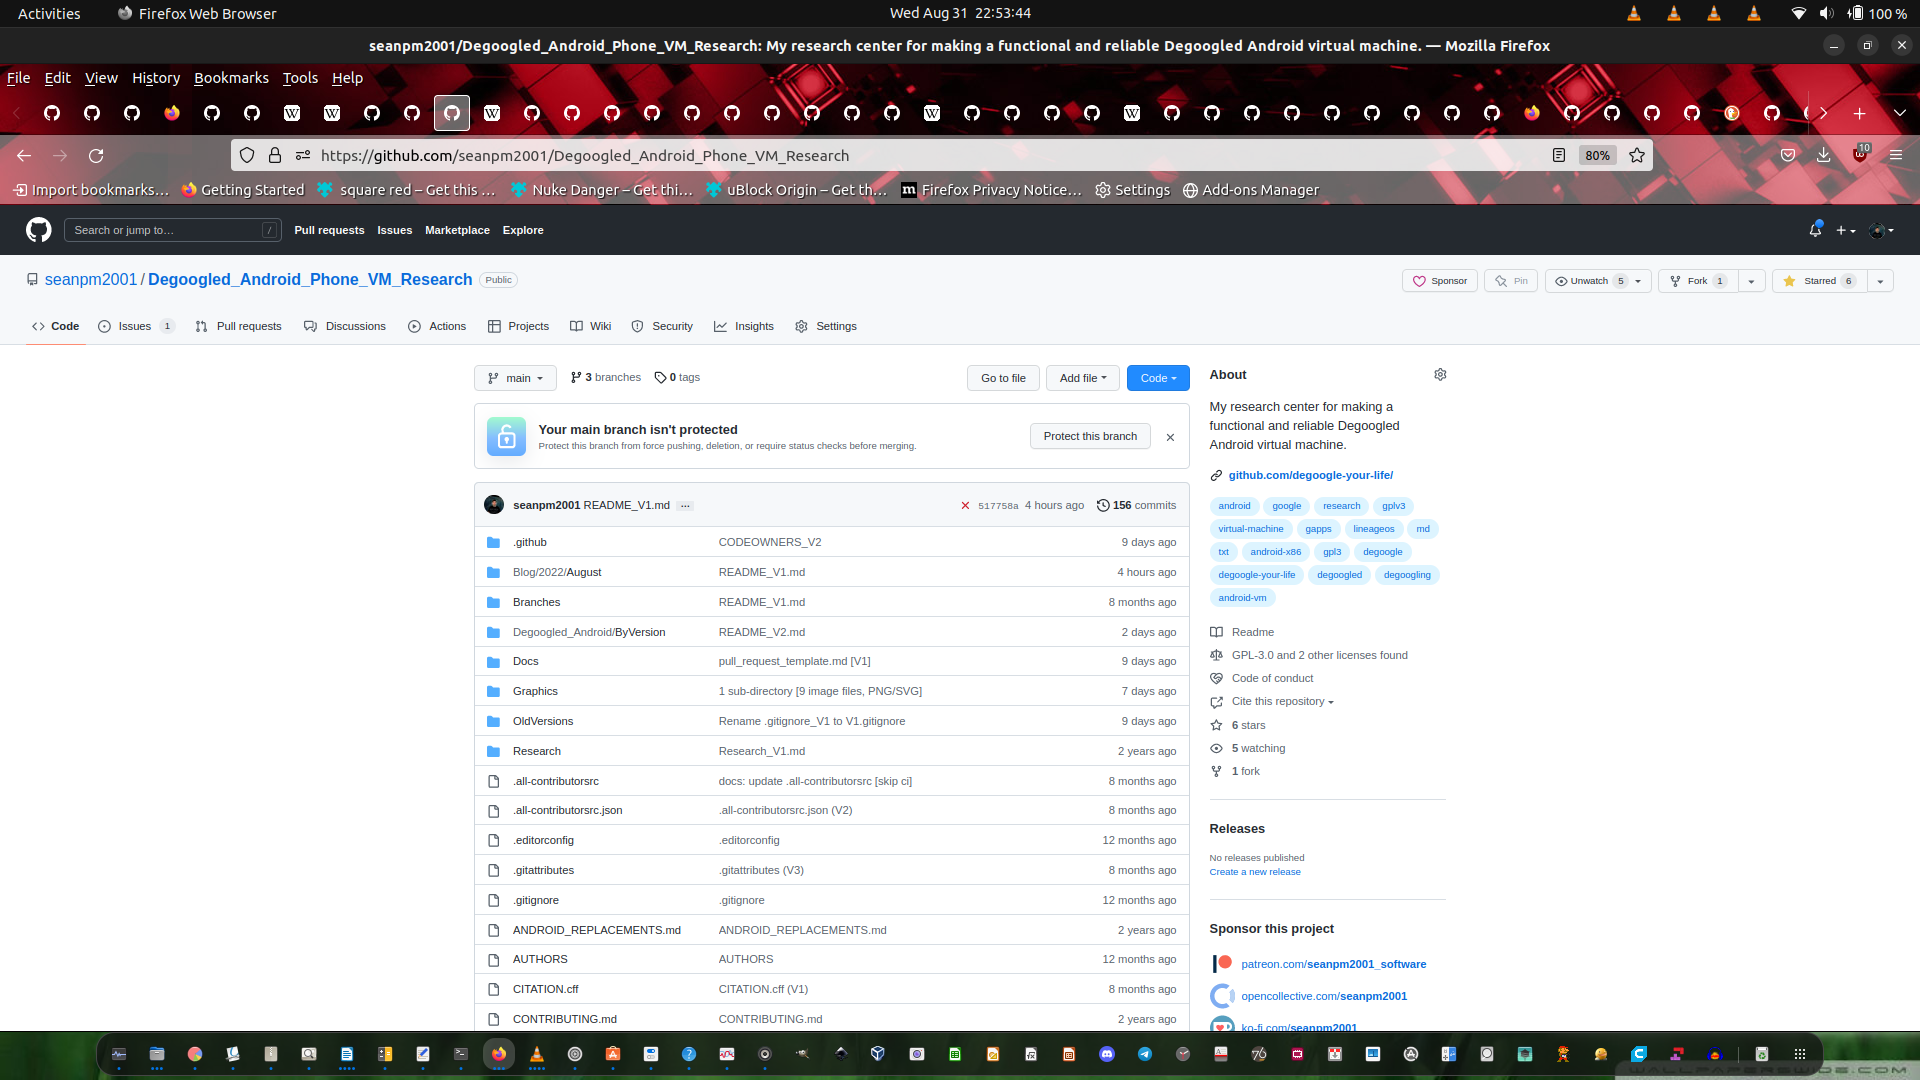 Activities Firefox Web Browser Wed Aug 31 22:53:44 100 %
seanpm2001/Degoogled_Android_Phone_VM_Research: My research center for making a functional and reliable Degoogled Android virtual machine. — Mozilla Firefox
File Edit View History Bookmarks Tools Help
https://github.com/seanpm2001/Degoogled_Android_Phone_VM_Research 80% 10
Import bookmarks… Getting Started square red – Get this … Nuke Danger – Get thi… uBlock Origin – Get th… Firefox Privacy Notice… Settings Add-ons Manager
Search or jump to… / Pull requests Issues Marketplace Explore
seanpm2001 / Degoogled_Android_Phone_VM_Research Public Sponsor Pin Unwatch 5 Fork 1 Starred 6
Code Issues 1 Pull requests Discussions Actions Projects Wiki Security Insights Settings
main 3 branches 0 tags Go to file Add file Code
Your main branch isn't protected
Protect this branch from force pushing, deletion, or require status checks before merging.
Protect this branch
seanpm2001 README_V1.md … 517758a 4 hours ago 156 commits
.github CODEOWNERS_V2 9 days ago
Blog/2022/August README_V1.md 4 hours ago
Branches README_V1.md 8 months ago
Degoogled_Android/ByVersion README_V2.md 2 days ago
Docs pull_request_template.md [V1] 9 days ago
Graphics 1 sub-directory [9 image files, PNG/SVG] 7 days ago
OldVersions Rename .gitignore_V1 to V1.gitignore 9 days ago
Research Research_V1.md 2 years ago
.all-contributorsrc docs: update .all-contributorsrc [skip ci] 8 months ago
.all-contributorsrc.json .all-contributorsrc.json (V2) 8 months ago
.editorconfig .editorconfig 12 months ago
.gitattributes .gitattributes (V3) 8 months ago
.gitignore .gitignore 12 months ago
ANDROID_REPLACEMENTS.md ANDROID_REPLACEMENTS.md 2 years ago
AUTHORS AUTHORS 12 months ago
CITATION.cff CITATION.cff (V1) 8 months ago
CONTRIBUTING.md CONTRIBUTING.md 2 years ago
About
My research center for making a
functional and reliable Degoogled
Android virtual machine.
github.com/degoogle-your-life/
android google research gplv3
virtual-machine gapps lineageos md
txt android-x86 gpl3 degoogle
degoogle-your-life degoogled degoogling
android-vm
Readme
GPL-3.0 and 2 other licenses found
Code of conduct
Cite this repository
6 stars
5 watching
1 fork
Releases
No releases published
Create a new release
Sponsor this project
patreon.com/seanpm2001_software
opencollective.com/seanpm2001
ko-fi.com/seanpm2001
WALLPAPERSWIDE.COM